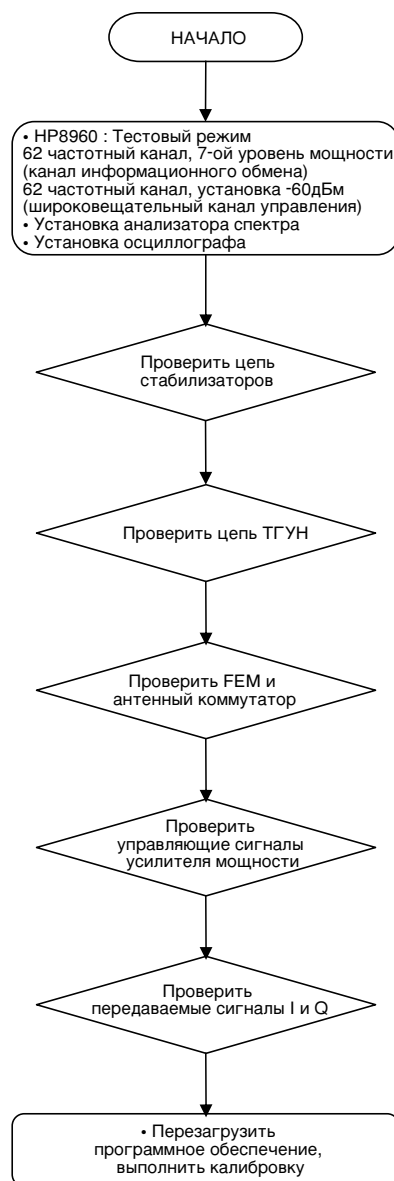 НАЧАЛО
• HP8960 : Тестовый режим
62 частотный канал, 7-ой уровень мощности
(канал информационного обмена)
62 частотный канал, установка -60дБм
(широковещательный канал управления)
• Установка анализатора спектра
• Установка осциллографа
Проверить цепь
стабилизаторов
Проверить цепь ТГУН
Проверить FEM и
антенный коммутатор
Проверить
управляющие сигналы
усилителя мощности
Проверить
передаваемые сигналы I и Q
• Перезагрузить
программное обеспечение,
выполнить калибровку